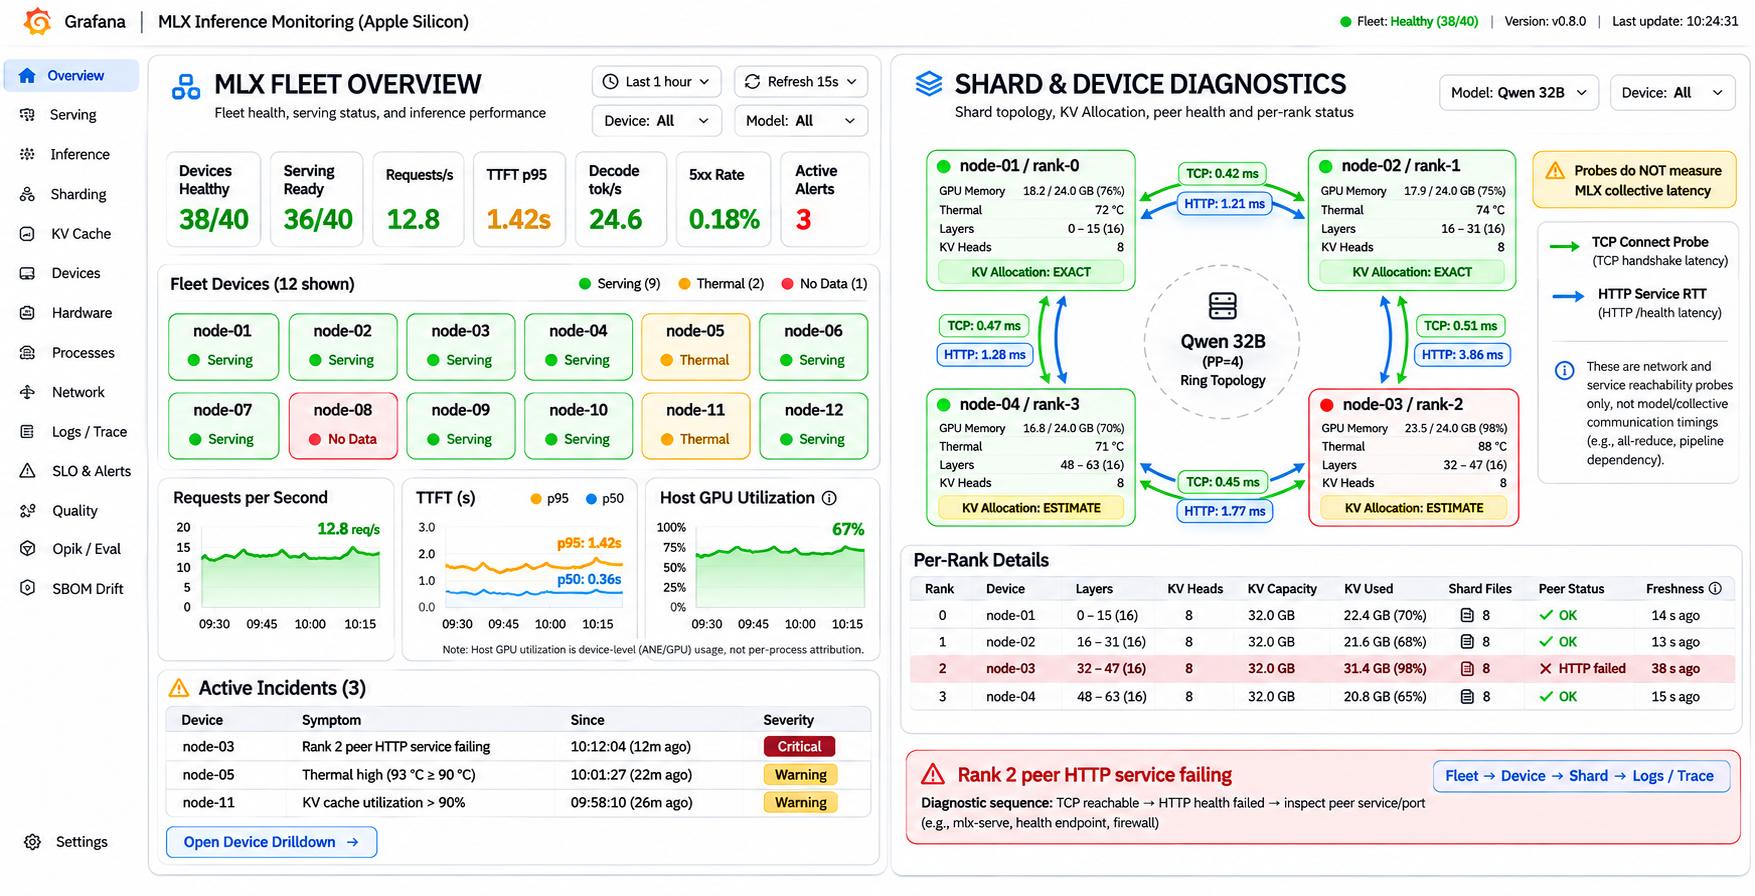 Grafana
MLX Inference Monitoring (Apple Silicon)
Fleet: Healthy (38/40)
Version: v0.8.0
Last update: 10:24:31
Overview
Serving
Inference
Sharding
KV Cache
Devices
Hardware
Processes
Network
Logs / Trace
SLO & Alerts
Quality
Opik / Eval
SBOM Drift
Settings
MLX FLEET OVERVIEW
Fleet health, serving status, and inference performance
Last 1 hour
Refresh 15s
Device: All
Model: All
Devices Healthy
38/40
Serving Ready
36/40
Requests/s
12.8
TTFT p95
1.42s
Decode tok/s
24.6
5xx Rate
0.18%
Active Alerts
3
Fleet Devices (12 shown)
Serving (9)
Thermal (2)
No Data (1)
node-01
Serving
node-02
Serving
node-03
Serving
node-04
Serving
node-05
Thermal
node-06
Serving
node-07
Serving
node-08
No Data
node-09
Serving
node-10
Serving
node-11
Thermal
node-12
Serving
Requests per Second
12.8 req/s
20
15
10
5
0
09:30 09:45 10:00 10:15
TTFT (s)
p95
p50
3.0
2.0
1.0
0.0
p95: 1.42s
p50: 0.36s
09:30 09:45 10:00 10:15
Host GPU Utilization
67%
100%
75%
50%
25%
0%
09:30 09:45 10:00 10:15
Note: Host GPU utilization is device-level (ANE/GPU) usage, not per-process attribution.
Active Incidents (3)
Device Symptom Since Severity
node-03 Rank 2 peer HTTP service failing 10:12:04 (12m ago) Critical
node-05 Thermal high (93 °C ≥ 90 °C) 10:01:27 (22m ago) Warning
node-11 KV cache utilization > 90% 09:58:10 (26m ago) Warning
Open Device Drilldown →
SHARD & DEVICE DIAGNOSTICS
Shard topology, KV Allocation, peer health and per-rank status
Model: Qwen 32B
Device: All
node-01 / rank-0
GPU Memory 18.2 / 24.0 GB (76%)
Thermal 72 °C
Layers 0 – 15 (16)
KV Heads 8
KV Allocation: EXACT
TCP: 0.42 ms
HTTP: 1.21 ms
node-02 / rank-1
GPU Memory 17.9 / 24.0 GB (75%)
Thermal 74 °C
Layers 16 – 31 (16)
KV Heads 8
KV Allocation: EXACT
TCP: 0.47 ms
HTTP: 1.28 ms
Qwen 32B
(PP=4)
Ring Topology
TCP: 0.51 ms
HTTP: 3.86 ms
node-04 / rank-3
GPU Memory 16.8 / 24.0 GB (70%)
Thermal 71 °C
Layers 48 – 63 (16)
KV Heads 8
KV Allocation: ESTIMATE
TCP: 0.45 ms
HTTP: 1.77 ms
node-03 / rank-2
GPU Memory 23.5 / 24.0 GB (98%)
Thermal 88 °C
Layers 32 – 47 (16)
KV Heads 8
KV Allocation: ESTIMATE
Probes do NOT measure
MLX collective latency
TCP Connect Probe
(TCP handshake latency)
HTTP Service RTT
(HTTP /health latency)
These are network and
service reachability probes
only, not model/collective
communication timings
(e.g., all-reduce, pipeline
dependency).
Per-Rank Details
Rank Device Layers KV Heads KV Capacity KV Used Shard Files Peer Status Freshness
0 node-01 0 – 15 (16) 8 32.0 GB 22.4 GB (70%) 8 OK 14 s ago
1 node-02 16 – 31 (16) 8 32.0 GB 21.6 GB (68%) 8 OK 13 s ago
2 node-03 32 – 47 (16) 8 32.0 GB 31.4 GB (98%) 8 HTTP failed 38 s ago
3 node-04 48 – 63 (16) 8 32.0 GB 20.8 GB (65%) 8 OK 15 s ago
Rank 2 peer HTTP service failing
Fleet → Device → Shard → Logs / Trace
Diagnostic sequence: TCP reachable → HTTP health failed → inspect peer service/port
(e.g., mlx-serve, health endpoint, firewall)